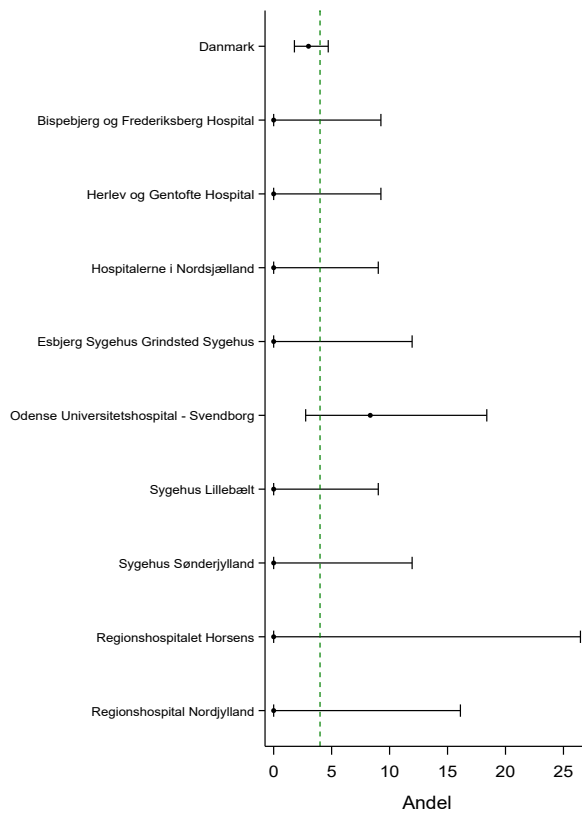 Danmark
Bispebjerg og Frederiksberg Hospital
Herlev og Gentofte Hospital
Hospitalerne i Nordsjælland
Esbjerg Sygehus Grindsted Sygehus
Odense Universitetshospital - Svendborg
Sygehus Lillebælt
Sygehus Sønderjylland
Regionshospitalet Horsens
Regionshospital Nordjylland
0 5 10 15 20 25
Andel